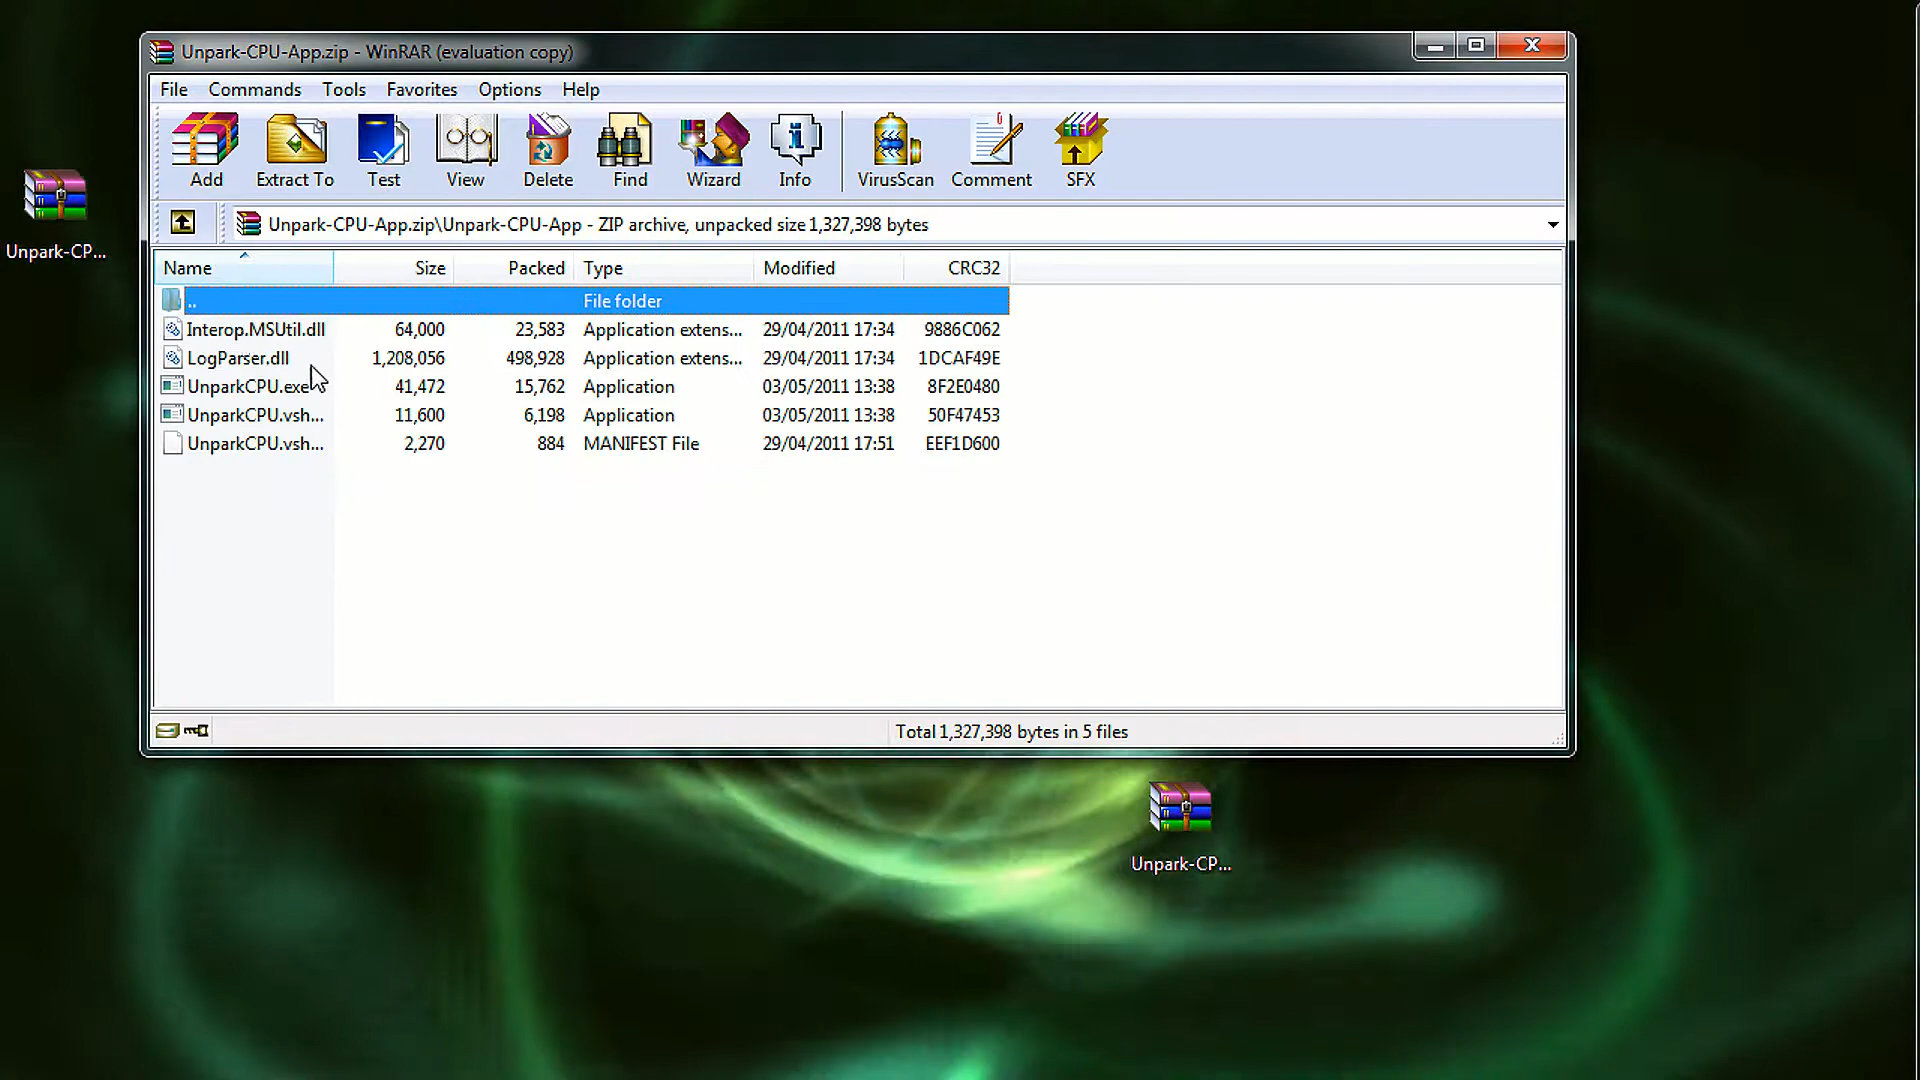 Unpark-CPU-App.zip - WinRAR (evaluation copy)
File Commands Tools Favorites Options Help
Add Extract To Test View Delete Find Wizard Info VirusScan Comment SFX
Unpark-CPU-App.zip\Unpark-CPU-App - ZIP archive, unpacked size 1,327,398 bytes
Name Size Packed Type Modified CRC32
.. File folder
Interop.MSUtil.dll 64,000 23,583 Application extens... 29/04/2011 17:34 9886C062
LogParser.dll 1,208,056 498,928 Application extens... 29/04/2011 17:34 1DCAF49E
UnparkCPU.exe 41,472 15,762 Application 03/05/2011 13:38 8F2E0480
UnparkCPU.vsh... 11,600 6,198 Application 03/05/2011 13:38 50F47453
UnparkCPU.vsh... 2,270 884 MANIFEST File 29/04/2011 17:51 EEF1D600
Total 1,327,398 bytes in 5 files
Unpark-CP...
Unpark-CP...